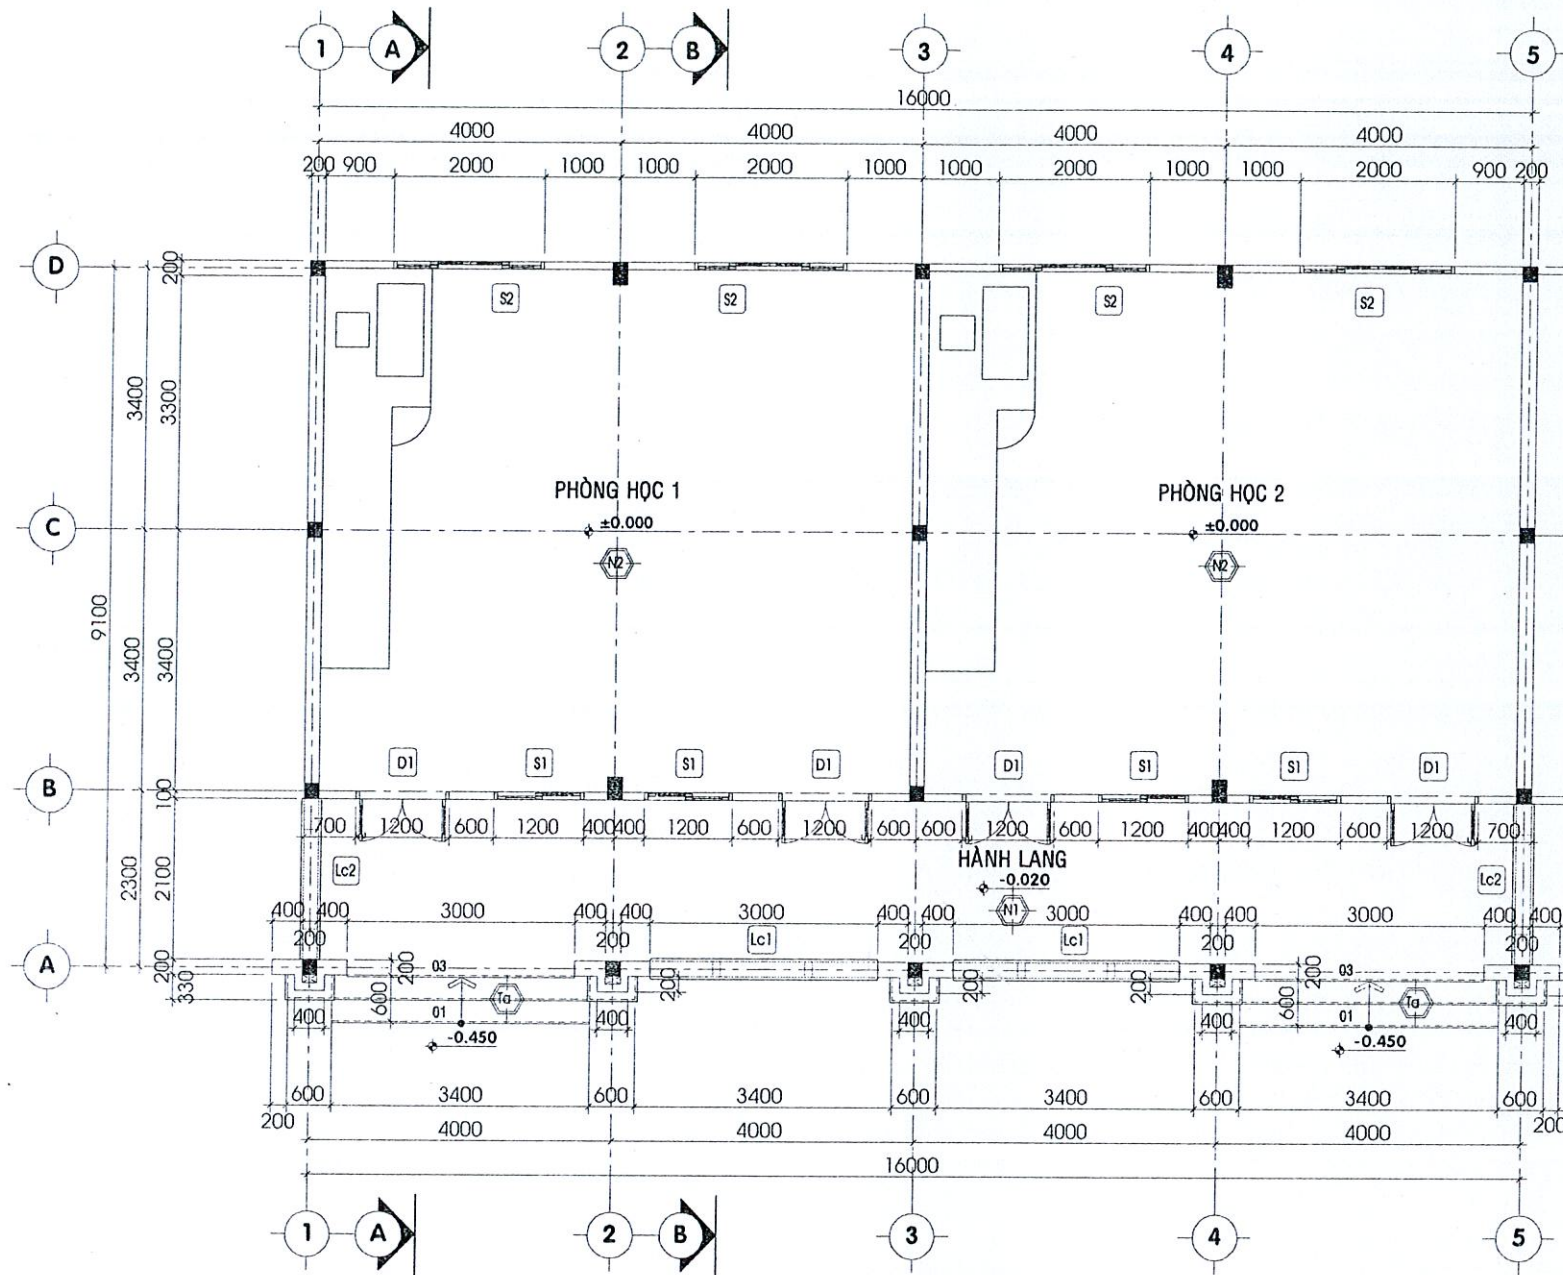 1 A 2 B 3 4 5
16000
4000 4000 4000 4000
200 900 2000 1000 1000 2000 1000 1000 2000 1000 1000 2000 900 200
D
200
S2 S2 S2 S2
3400 3300
PHÒNG HỌC 1 PHÒNG HỌC 2
C
±0.000 ±0.000
N2 N2
9100
3400 3400
D1 S1 S1 D1 D1 S1 S1 D1
B
100
700 1200 600 1200 400 400 1200 600 1200 600 600 1200 600 1200 400 400 1200 600 1200 700
HÀNH LANG
2300 2100
Lc2 -0.020 Lc2
N1
400 400 3000 400 400 3000 400 400 3000 400 400 3000 400 400
200 200 Lc1 200 Lc1 200 200
A
200 200 03 200 03
330 600 Ta 200 200 200 600 Ta
01 01
400 400 400 400 400
-0.450 -0.450
600 3400 600 3400 600 3400 600 3400 600
200 200
4000 4000 4000 4000
16000
1 A 2 B 3 4 5